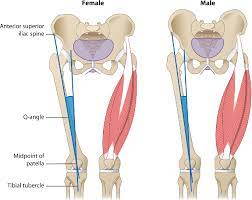 Female
Male
Anterior superior
iliac spine
Q-angle
Midpoint of
patella
Tibial tubercle